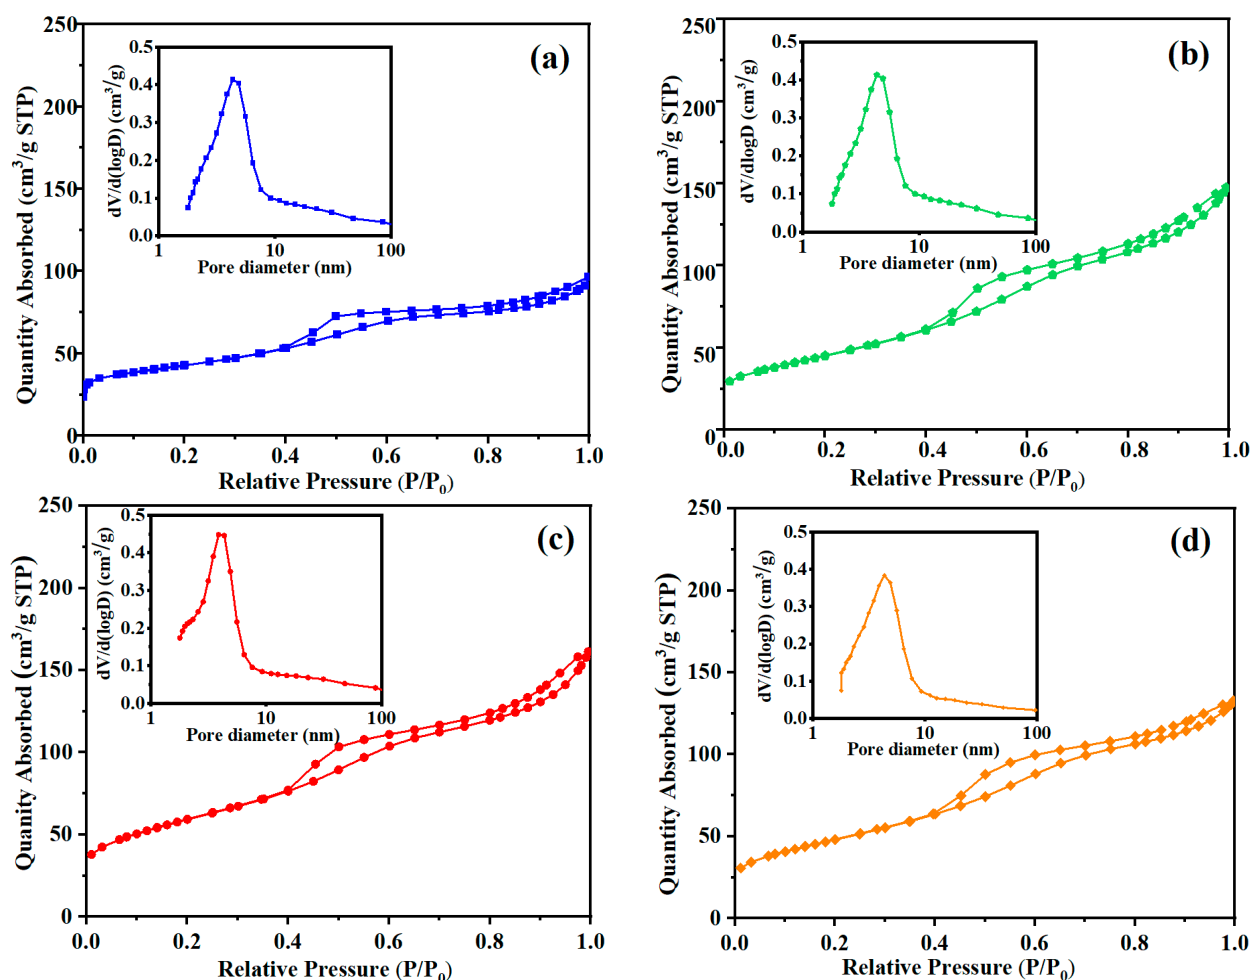 (a)
Quantity Absorbed (cm³/g STP)
250
200
150
100
50
0
0.0 0.2 0.4 0.6 0.8 1.0
Relative Pressure (P/P₀)
dV/d(logD) (cm³/g)
0.5
0.4
0.3
0.2
0.1
0.0
1 10 100
Pore diameter (nm)
(b)
Quantity Absorbed (cm³/g STP)
250
200
150
100
50
0
0.0 0.2 0.4 0.6 0.8 1.0
Relative Pressure (P/P₀)
dV/dlogD) (cm³/g)
0.5
0.4
0.3
0.2
0.1
0.0
1 10 100
Pore diameter (nm)
(c)
Quanity Absorbed (cm³/g STP)
250
200
150
100
50
0
0.0 0.2 0.4 0.6 0.8 1.0
Relative Pressure (P/P₀)
dV/d(logD) (cm³/g)
0.5
0.4
0.3
0.2
0.1
0.0
1 10 100
Pore diameter (nm)
(d)
Quantity Absorbed (cm³/g STP)
250
200
150
100
50
0
0.0 0.2 0.4 0.6 0.8 1.0
Relative Pressure (P/P₀)
dV/d(logD) (cm³/g)
0.5
0.4
0.3
0.2
0.1
0.0
1 10 100
Pore diameter (nm)